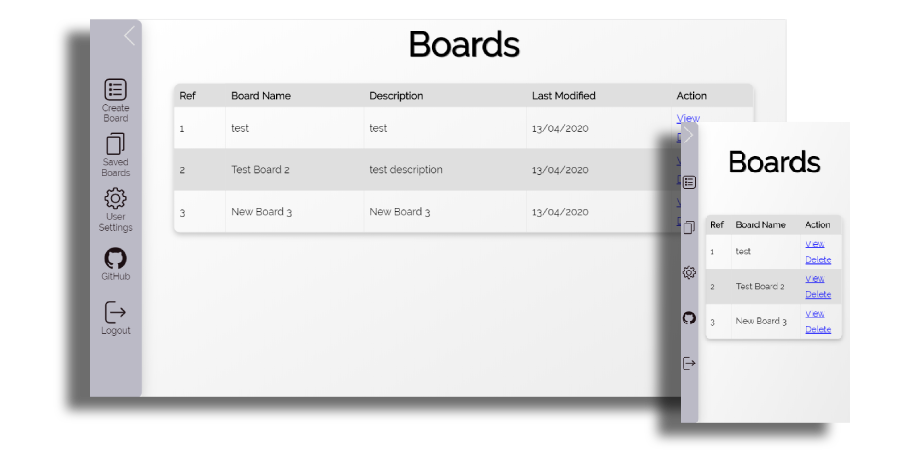 Boards
Ref Board Name Description Last Modified Action
1 test test 13/04/2020 View
2 Test Board 2 test description 13/04/2020
3 New Board 3 New Board 3 13/04/2020
Create
Board
Saved
Boards
User
Settings
GitHub
Logout
Boards
Ref Board Name Action
1 test View
Delete
2 Test Board 2 View
Delete
3 New Board 3 View
Delete